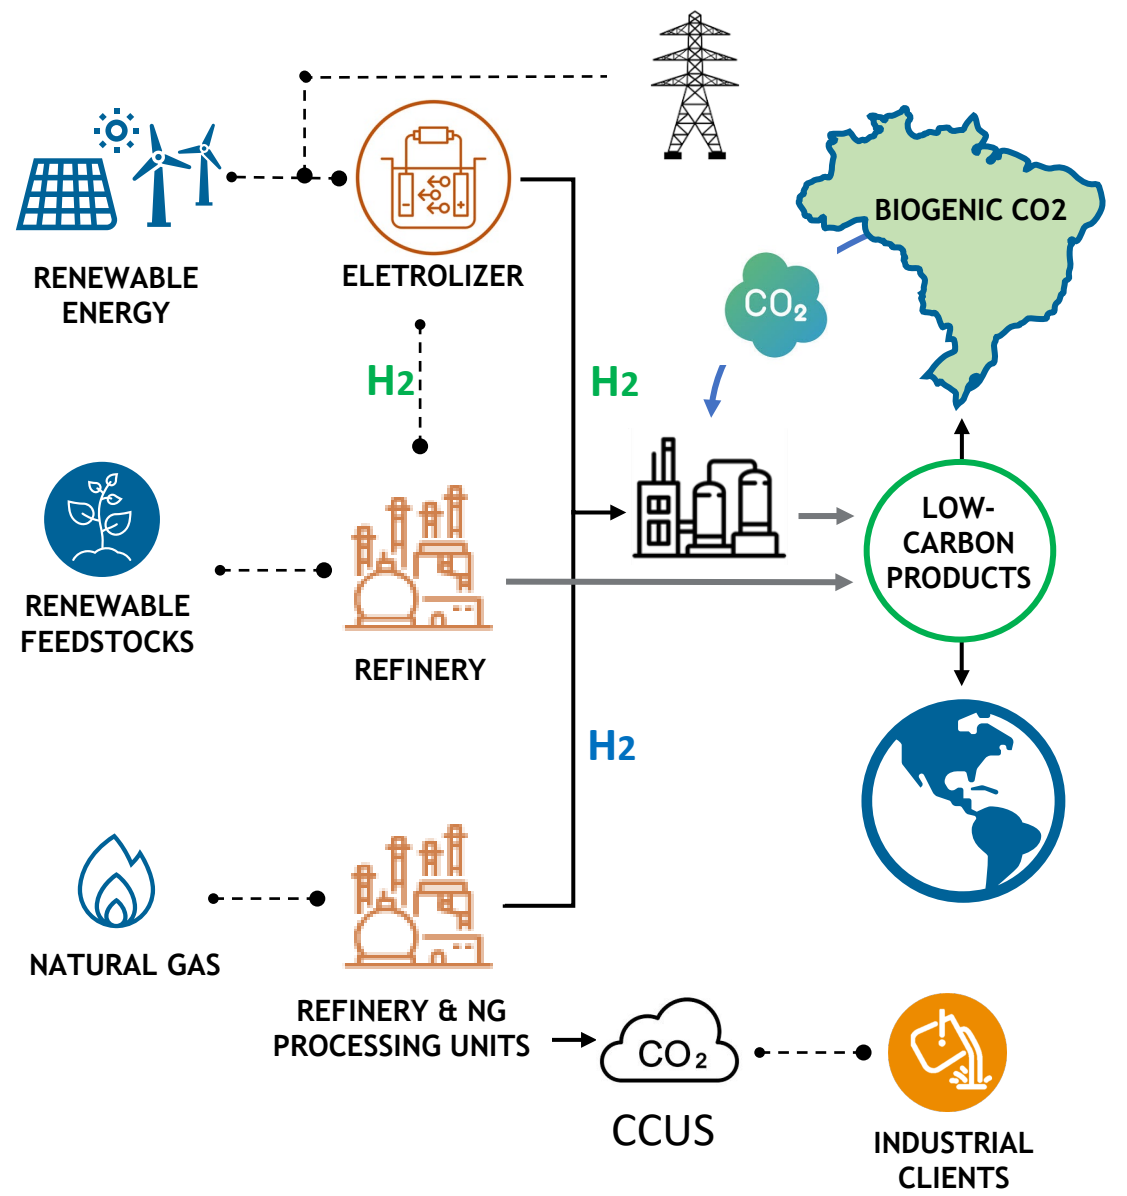 BIOGENIC CO2
RENEWABLE
ENERGY
ELETROLIZER
CO2
H2
H2
LOW-
CARBON
PRODUCTS
RENEWABLE
FEEDSTOCKS
REFINERY
H2
NATURAL GAS
REFINERY & NG
PROCESSING UNITS
CO2
CCUS
INDUSTRIAL
CLIENTS